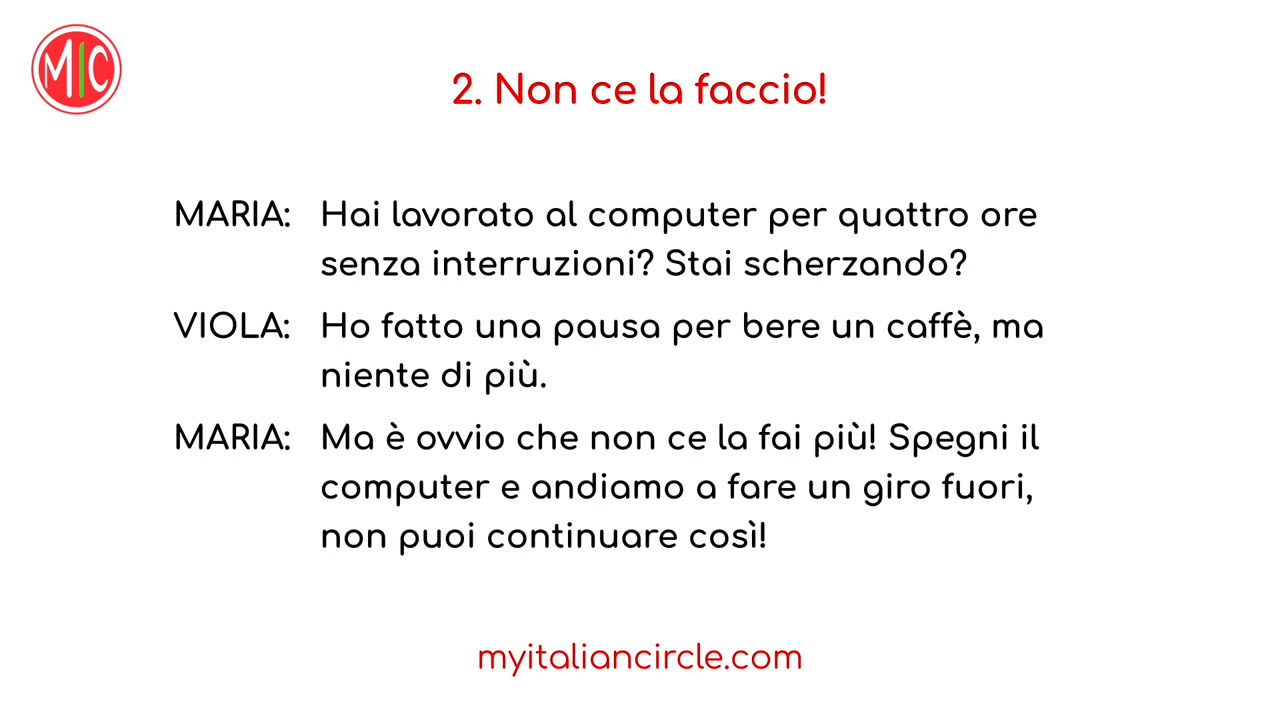 MIC
2. Non ce la faccio!
MARIA: Hai lavorato al computer per quattro ore
senza interruzioni? Stai scherzando?
VIOLA: Ho fatto una pausa per bere un caffè, ma
niente di più.
MARIA: Ma è ovvio che non ce la fai più! Spegni il
computer e andiamo a fare un giro fuori,
non puoi continuare così!
myitaliancircle.com